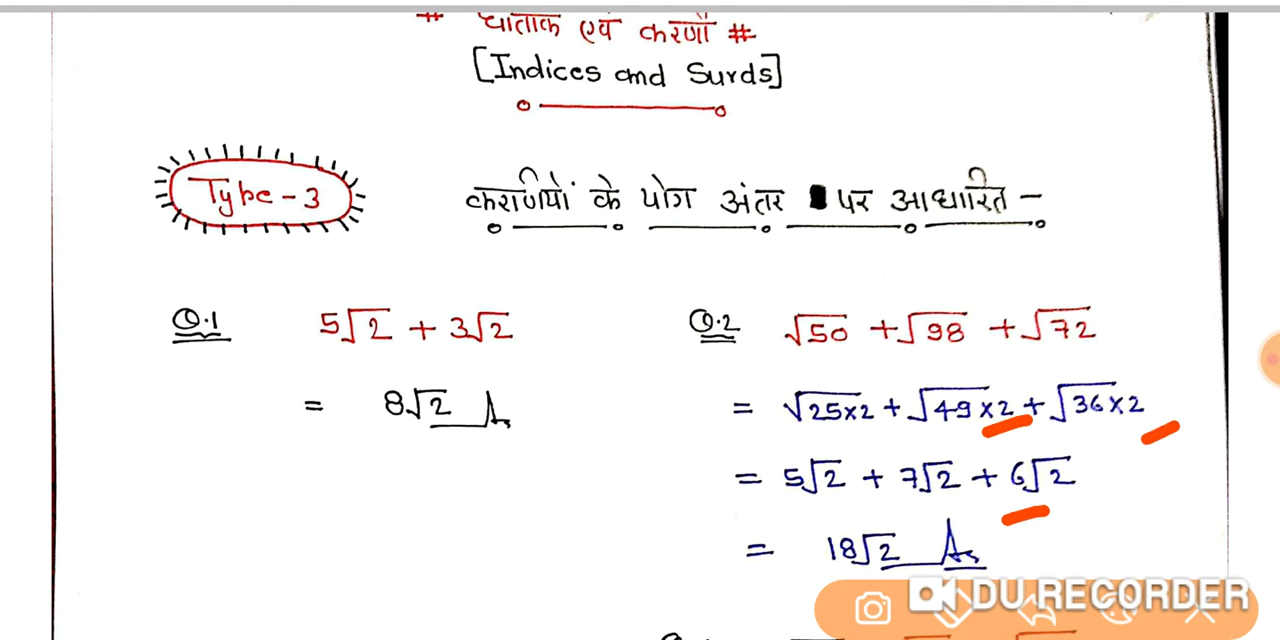 # घातांक एवं करणी #
[Indices and Surds]
Type-3 करणियों के योग अंतर पर आधारित -
Q.1 5√2 + 3√2
= 8√2 A
Q.2 √50 + √98 + √72
= √25×2 + √49×2 + √36×2
= 5√2 + 7√2 + 6√2
= 18√2 As
DU RECORDER